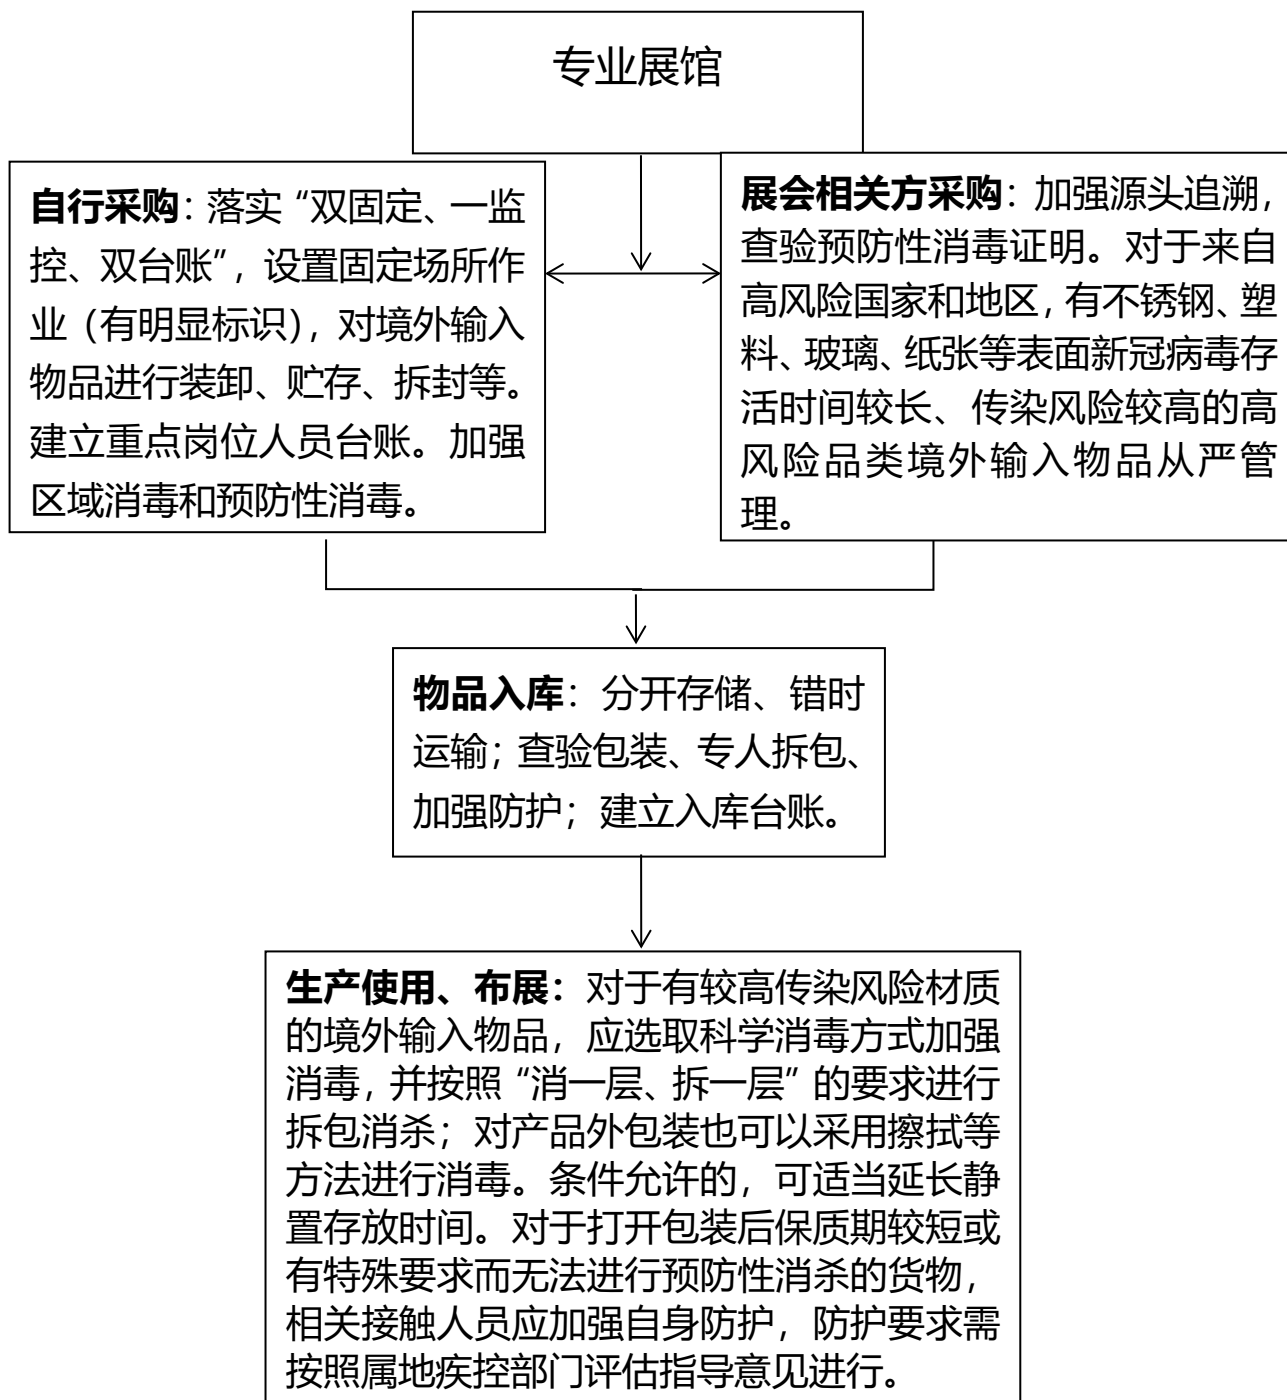 专业展馆
自行采购：落实“双固定、一监
控、双台账”，设置固定场所作
业（有明显标识），对境外输入
物品进行装卸、贮存、拆封等。
建立重点岗位人员台账。加强
区域消毒和预防性消毒。
展会相关方采购：加强源头追溯，
查验预防性消毒证明。对于来自
高风险国家和地区，有不锈钢、塑
料、玻璃、纸张等表面新冠病毒存
活时间较长、传染风险较高的高
风险品类境外输入物品从严管
理。
物品入库：分开存储、错时
运输；查验包装、专人拆包、
加强防护；建立入库台账。
生产使用、布展：对于有较高传染风险材质
的境外输入物品，应选取科学消毒方式加强
消毒，并按照“消一层、拆一层”的要求进行
拆包消杀；对产品外包装也可以采用擦拭等
方法进行消毒。条件允许的，可适当延长静
置存放时间。对于打开包装后保质期较短或
有特殊要求而无法进行预防性消杀的货物，
相关接触人员应加强自身防护，防护要求需
按照属地疾控部门评估指导意见进行。